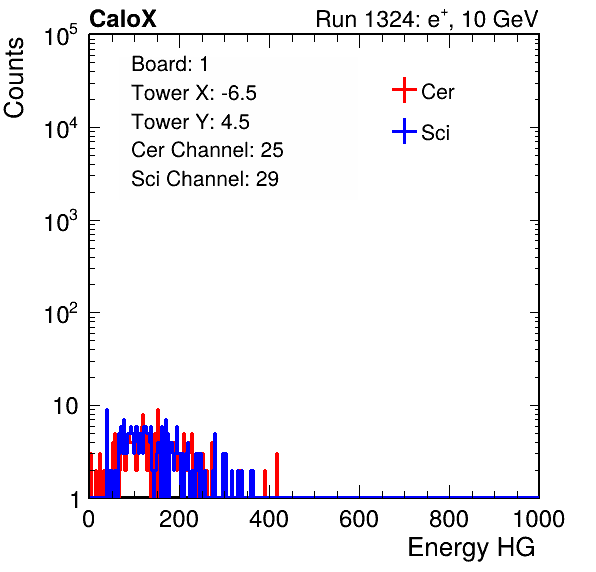 CaloX Run 1324: e⁺, 10 GeV
Counts
10⁵
10⁴
10³
10²
10
1
Board: 1
Tower X: -6.5
Tower Y: 4.5
Cer Channel: 25
Sci Channel: 29
Cer
Sci
0 200 400 600 800 1000
Energy HG